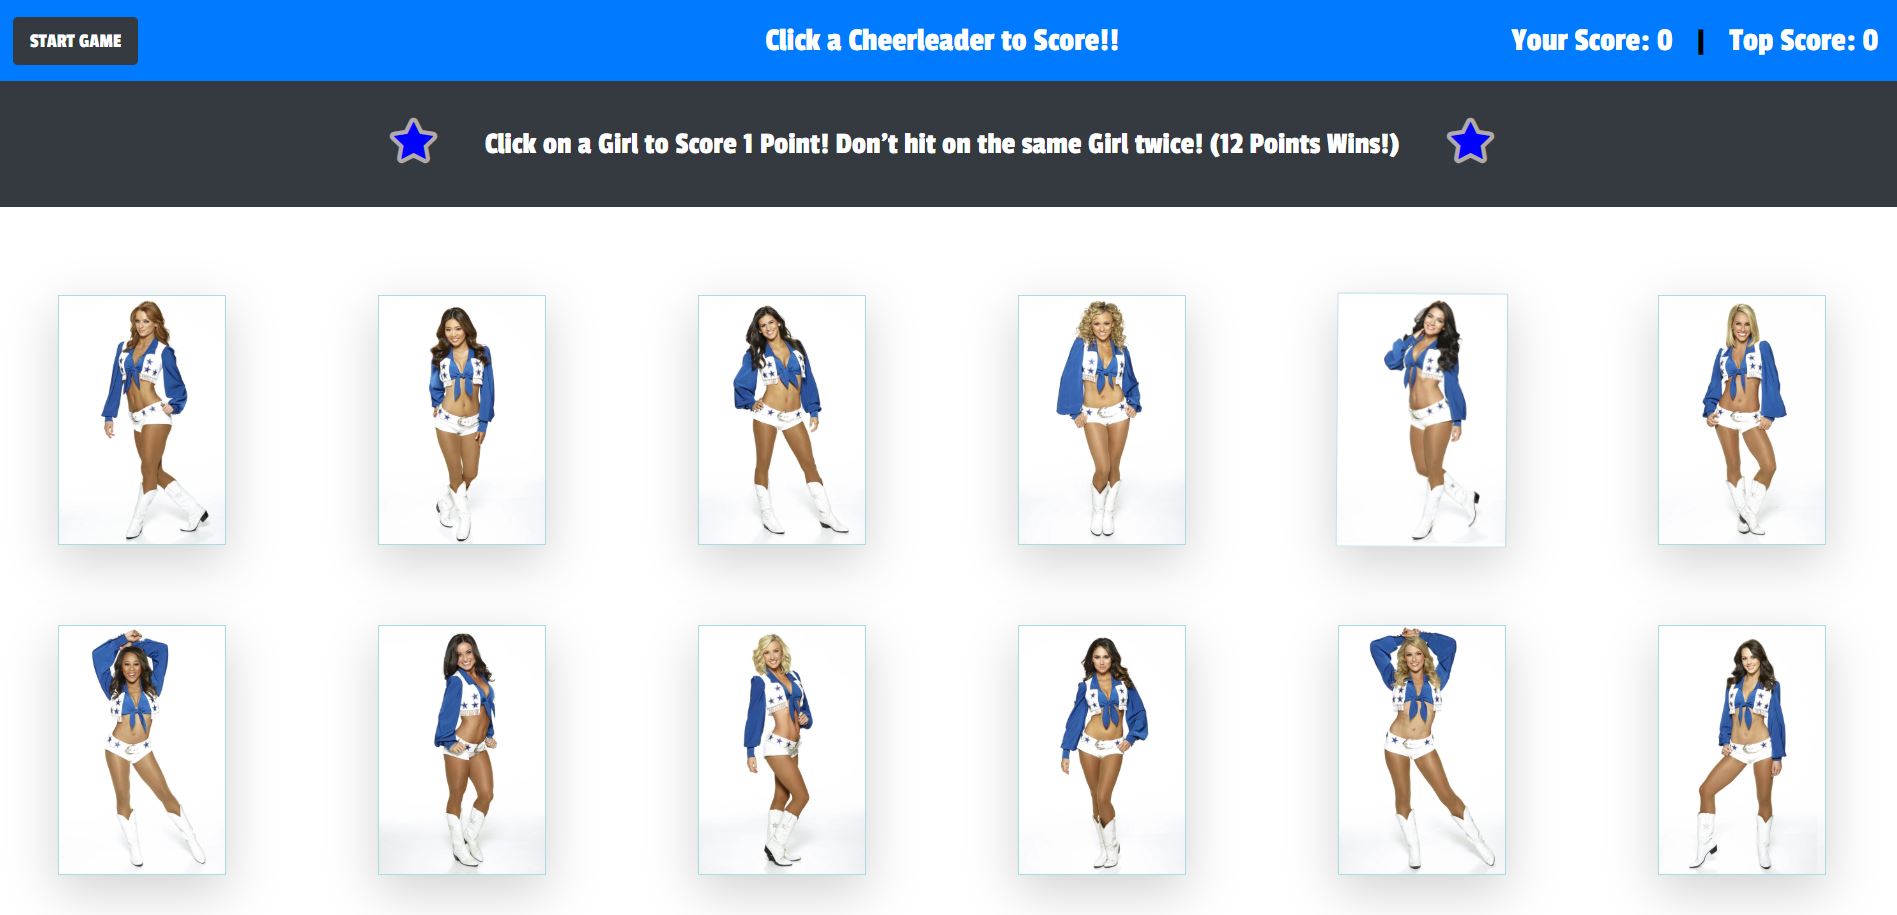 START GAME
Click a Cheerleader to Score!!
Your Score: 0 | Top Score: 0
Click on a Girl to Score 1 Point! Don't hit on the same Girl twice! (12 Points Wins!)